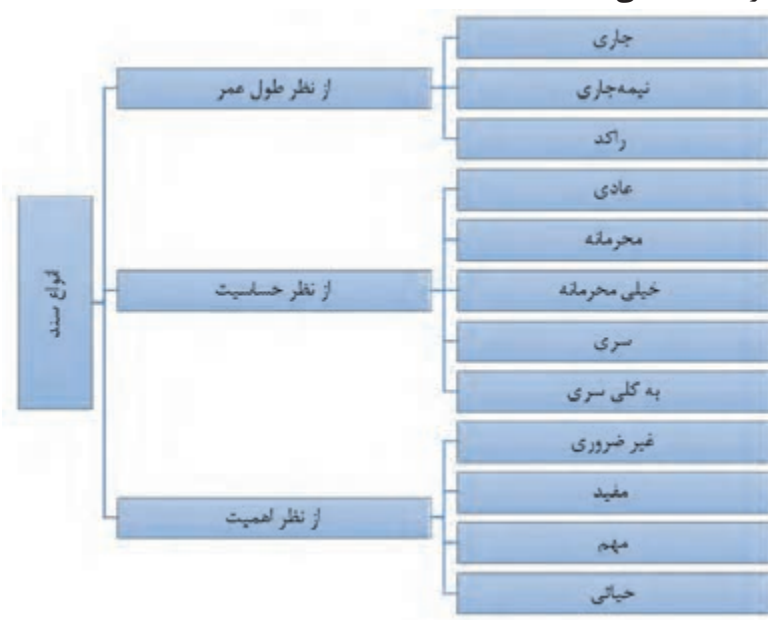 انواع سند
از نظر طول عمر
جاری
نیمه‌جاری
راکد
از نظر حساسیت
عادی
محرمانه
خیلی محرمانه
سری
به کلی سری
از نظر اهمیت
غیر ضروری
مفید
مهم
حیاتی